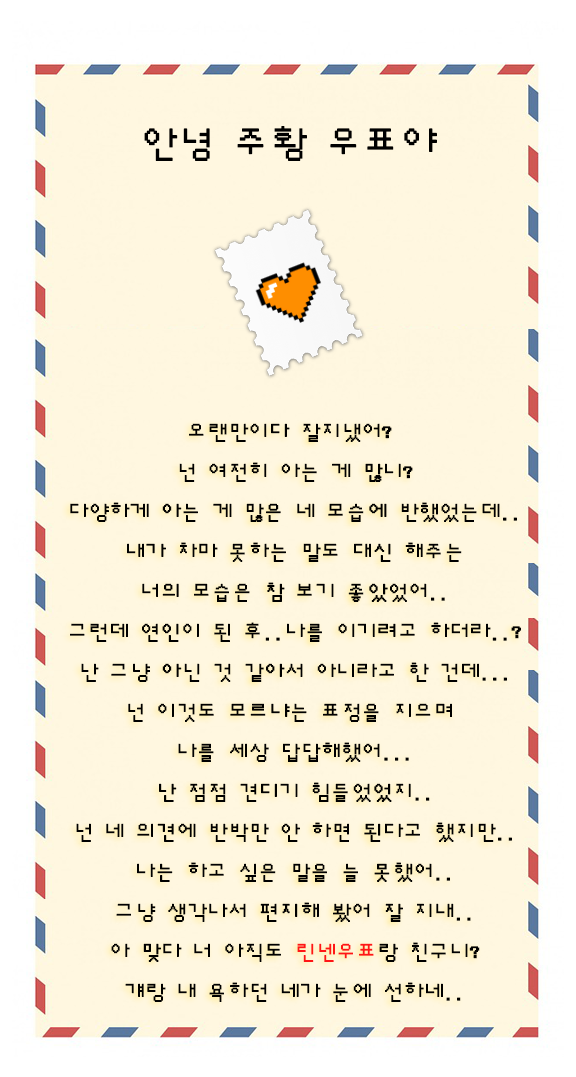 안녕 주황 우표야
오랜만이다 잘지냈어?
넌 여전히 아는 게 많니?
다양하게 아는 게 많은 네 모습에 반했었는데..
내가 차마 못하는 말도 대신 해주는
너의 모습은 참 보기 좋았었어..
그런데 연인이 된 후..나를 이기려고 하더라..?
난 그냥 아닌 것 같아서 아니라고 한 건데...
넌 이것도 모르냐는 표정을 지으며
나를 세상 답답해했어...
난 점점 견디기 힘들었었지..
넌 네 의견에 반박만 안 하면 된다고 했지만..
나는 하고 싶은 말을 늘 못했어..
그냥 생각나서 편지해 봤어 잘 지내..
아 맞다 너 아직도 린넨우표랑 친구니?
걔랑 내 욕하던 네가 눈에 선하네..